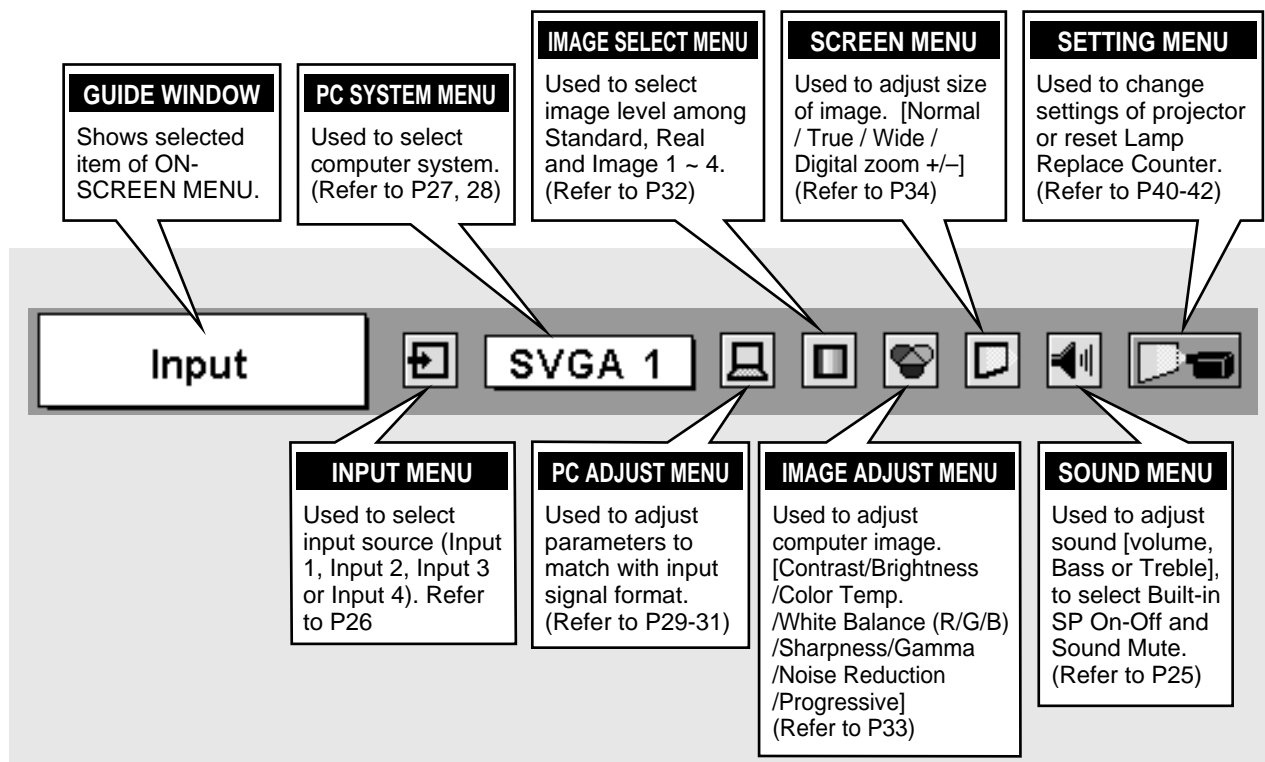 GUIDE WINDOW
Shows selected
item of ON-
SCREEN MENU.
PC SYSTEM MENU
Used to select
computer system.
(Refer to P27, 28)
IMAGE SELECT MENU
Used to select
image level among
Standard, Real
and Image 1 ~ 4.
(Refer to P32)
SCREEN MENU
Used to adjust size
of image.  [Normal
/ True / Wide /
Digital zoom +/–]
(Refer to P34)
SETTING MENU
Used to change
settings of projector
or reset Lamp
Replace Counter.
(Refer to P40-42)
Input
SVGA 1
INPUT MENU
Used to select
input source (Input
1, Input 2, Input 3
or Input 4). Refer
to P26
PC ADJUST MENU
Used to adjust
parameters to
match with input
signal format.
(Refer to P29-31)
IMAGE ADJUST MENU
Used to adjust
computer image.
[Contrast/Brightness
/Color Temp.
/White Balance (R/G/B)
/Sharpness/Gamma
/Noise Reduction
/Progressive]
(Refer to P33)
SOUND MENU
Used to adjust
sound [volume,
Bass or Treble],
to select Built-in
SP On-Off and
Sound Mute.
(Refer to P25)